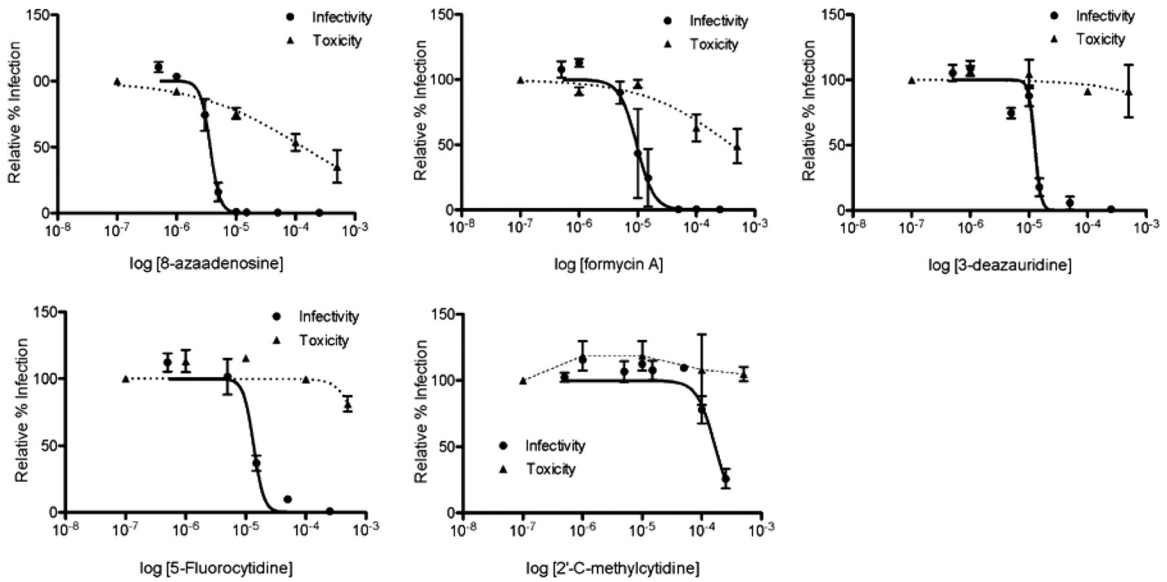 150
Infectivity
Toxicity
00
50
0
Relative % Infection
10-8 10-7 10-6 10-5 10-4 10-3
log [8-azaadenosine]
150
Infectivity
Toxicity
100
50
0
Relative % Infection
10-8 10-7 10-6 10-5 10-4 10-3
log [formycin A]
150
Infectivity
Toxicity
100
50
0
Relative % Infection
10-8 10-7 10-6 10-5 10-4 10-3
log [3-deazauridine]
150
Infectivity
Toxicity
100
50
0
Relative % Infection
10-8 10-7 10-6 10-5 10-4 10-3
log [5-Fluorocytidine]
150
100
50
0
Infectivity
Toxicity
Relative % Infection
10-8 10-7 10-6 10-5 10-4 10-3
log [2'-C-methylcytidine]